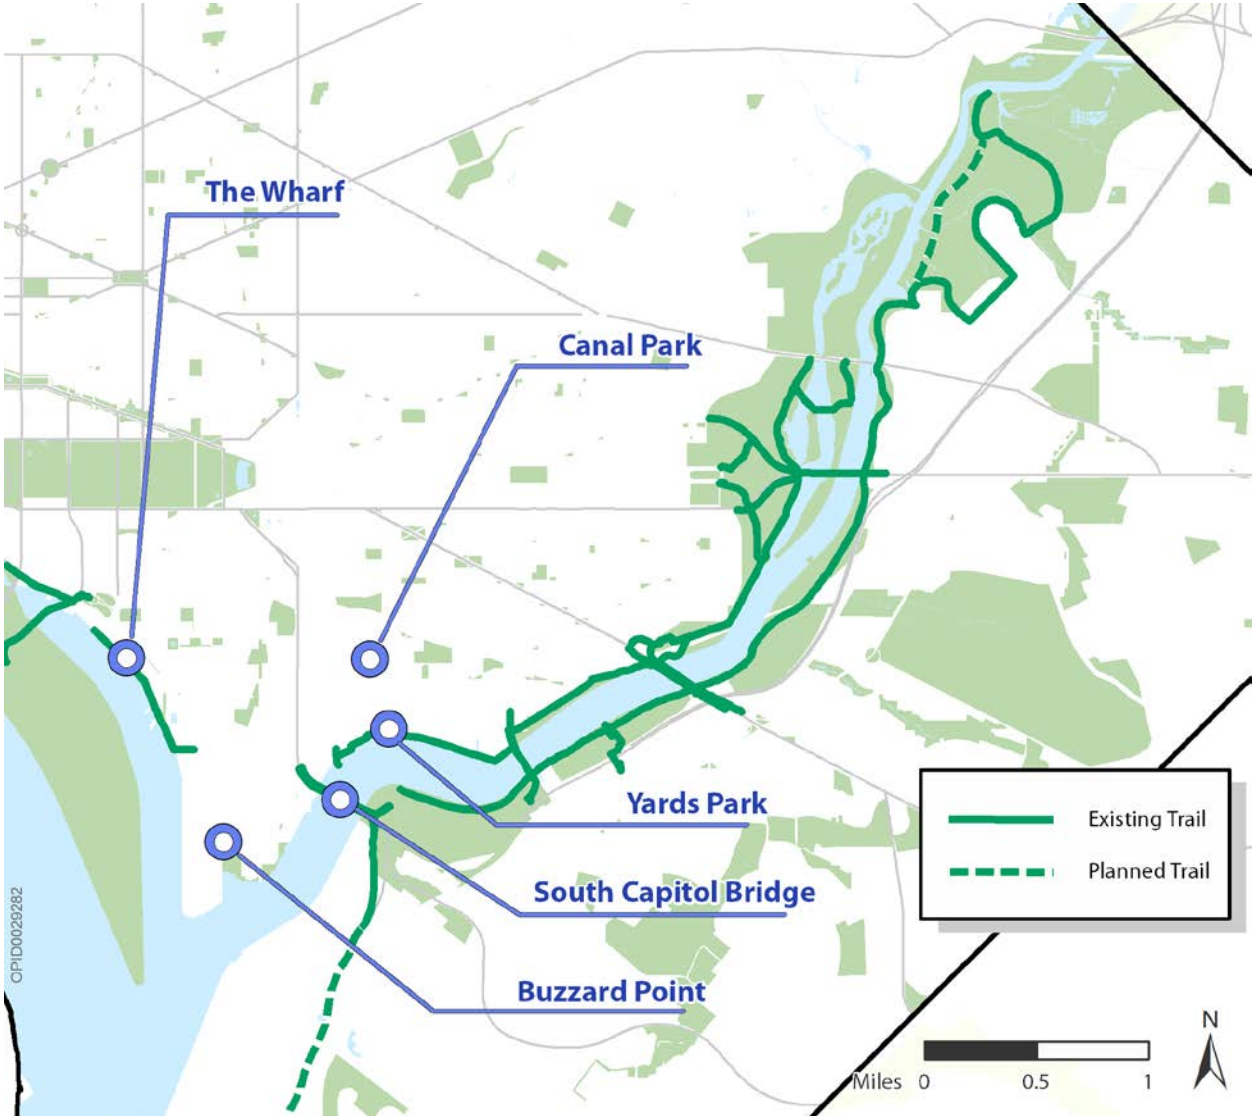 The Wharf
Canal Park
Yards Park
South Capitol Bridge
Buzzard Point
Existing Trail
Planned Trail
OPID0029282
N
Miles 0 0.5 1